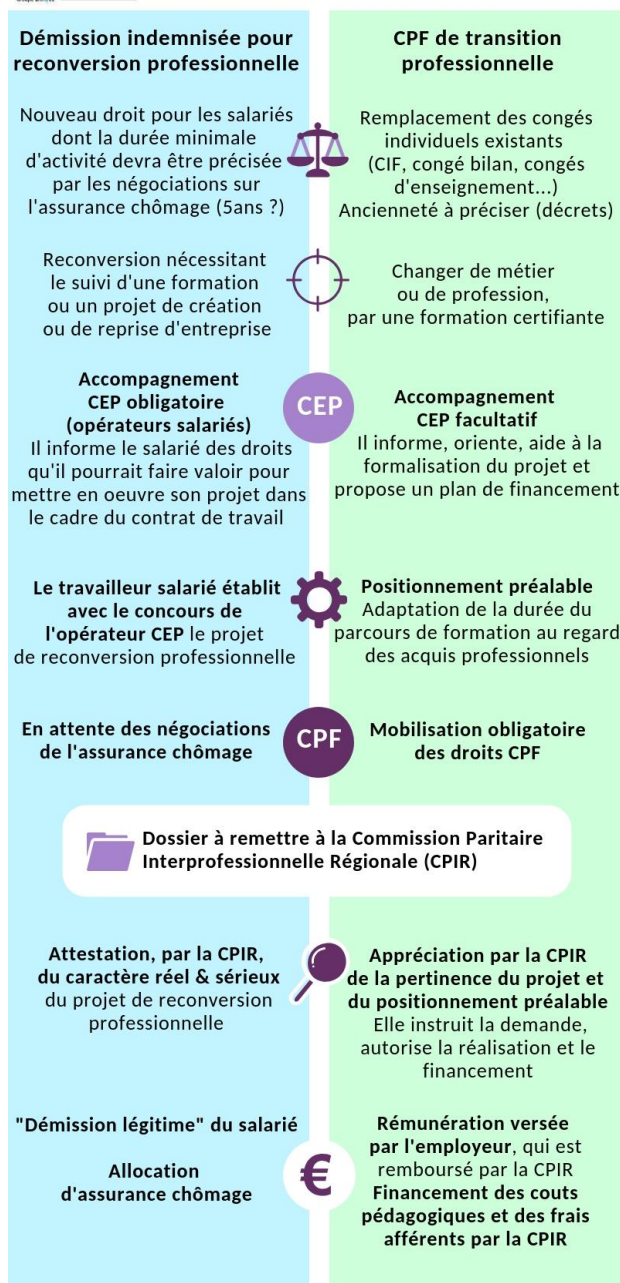 Démission indemnisée pour
reconversion professionnelle
CPF de transition
professionnelle
Nouveau droit pour les salariés
dont la durée minimale
d'activité devra être précisée
par les négociations sur
l'assurance chômage (5ans ?)
Remplacement des congés
individuels existants
(CIF, congé bilan, congés
d'enseignement...)
Ancienneté à préciser (décrets)
Reconversion nécessitant
le suivi d'une formation
ou un projet de création
ou de reprise d'entreprise
Changer de métier
ou de profession,
par une formation certifiante
Accompagnement
CEP obligatoire
(opérateurs salariés)
Il informe le salarié des droits
qu'il pourrait faire valoir pour
mettre en oeuvre son projet dans
le cadre du contrat de travail
CEP
Accompagnement
CEP facultatif
Il informe, oriente, aide à la
formalisation du projet et
propose un plan de financement
Le travailleur salarié établit
avec le concours de
l'opérateur CEP le projet
de reconversion professionnelle
Positionnement préalable
Adaptation de la durée du
parcours de formation au regard
des acquis professionnels
En attente des négociations
de l'assurance chômage
CPF
Mobilisation obligatoire
des droits CPF
Dossier à remettre à la Commission Paritaire
Interprofessionnelle Régionale (CPIR)
Attestation, par la CPIR,
du caractère réel & sérieux
du projet de reconversion
professionnelle
Appréciation par la CPIR
de la pertinence du projet et
du positionnement préalable
Elle instruit la demande,
autorise la réalisation et le
financement
"Démission légitime" du salarié
Allocation
d'assurance chômage
€
Rémunération versée
par l'employeur, qui est
remboursé par la CPIR
Financement des couts
pédagogiques et des frais
afférents par la CPIR